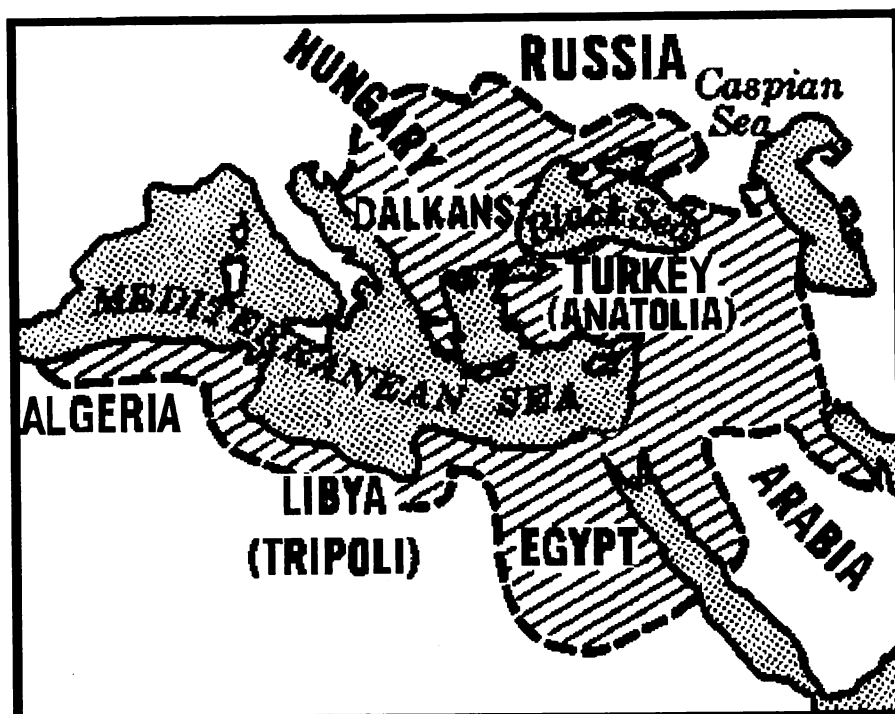 HUNGARY
RUSSIA
Caspian
Sea
DALKANS
Black Sea
TURKEY
(ANATOLIA)
MEDITERRANEAN SEA
ALGERIA
LIBYA
(TRIPOLI)
EGYPT
ARABIA